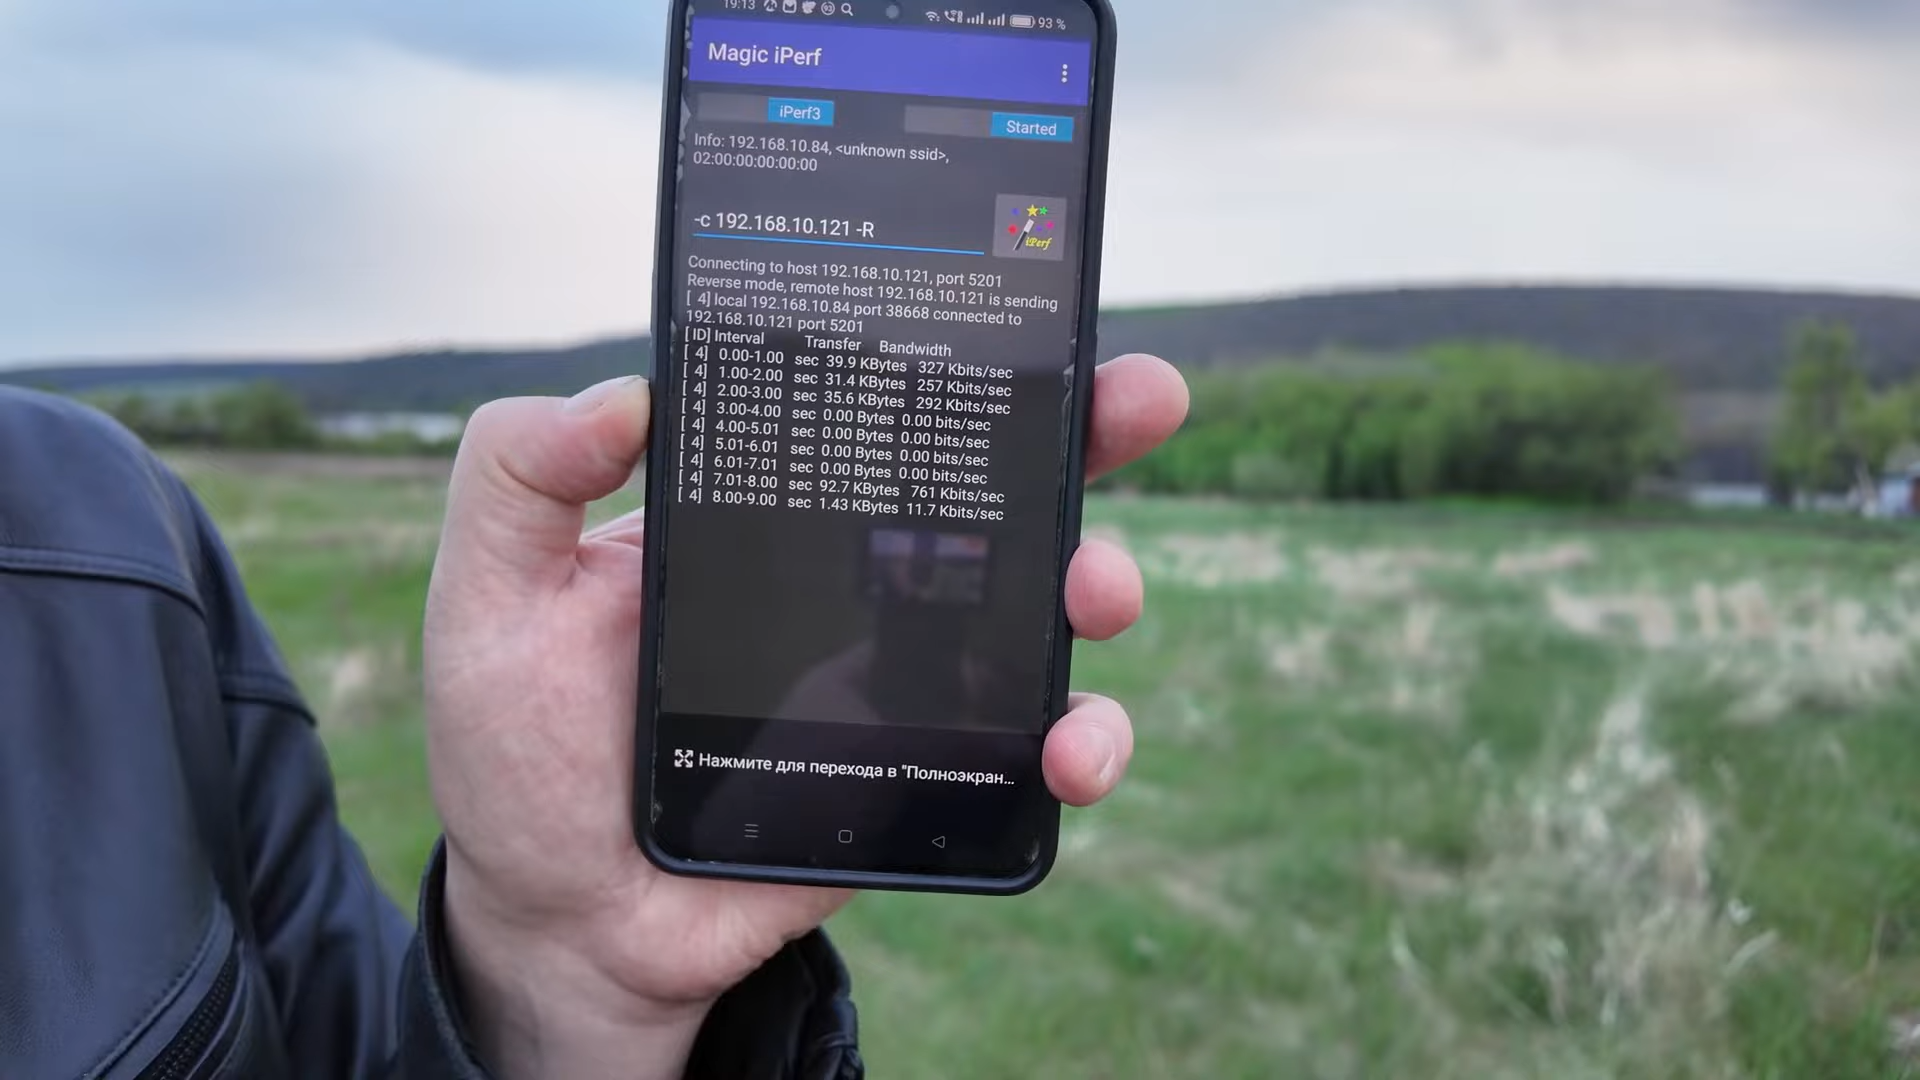 19:13 93 93 %
Magic iPerf
iPerf3 Started
Info: 192.168.10.84, <unknown ssid>,
02:00:00:00:00:00
-c 192.168.10.121 -R
iPerf
Connecting to host 192.168.10.121, port 5201
Reverse mode, remote host 192.168.10.121 is sending
[ 4] local 192.168.10.84 port 38668 connected to
192.168.10.121 port 5201
[ ID] Interval Transfer Bandwidth
[ 4] 0.00-1.00 sec 39.9 KBytes 327 Kbits/sec
[ 4] 1.00-2.00 sec 31.4 KBytes 257 Kbits/sec
[ 4] 2.00-3.00 sec 35.6 KBytes 292 Kbits/sec
[ 4] 3.00-4.00 sec 0.00 Bytes 0.00 bits/sec
[ 4] 4.00-5.01 sec 0.00 Bytes 0.00 bits/sec
[ 4] 5.01-6.01 sec 0.00 Bytes 0.00 bits/sec
[ 4] 6.01-7.01 sec 0.00 Bytes 0.00 bits/sec
[ 4] 7.01-8.00 sec 92.7 KBytes 761 Kbits/sec
[ 4] 8.00-9.00 sec 1.43 KBytes 11.7 Kbits/sec
Нажмите для перехода в "Полноэкран...